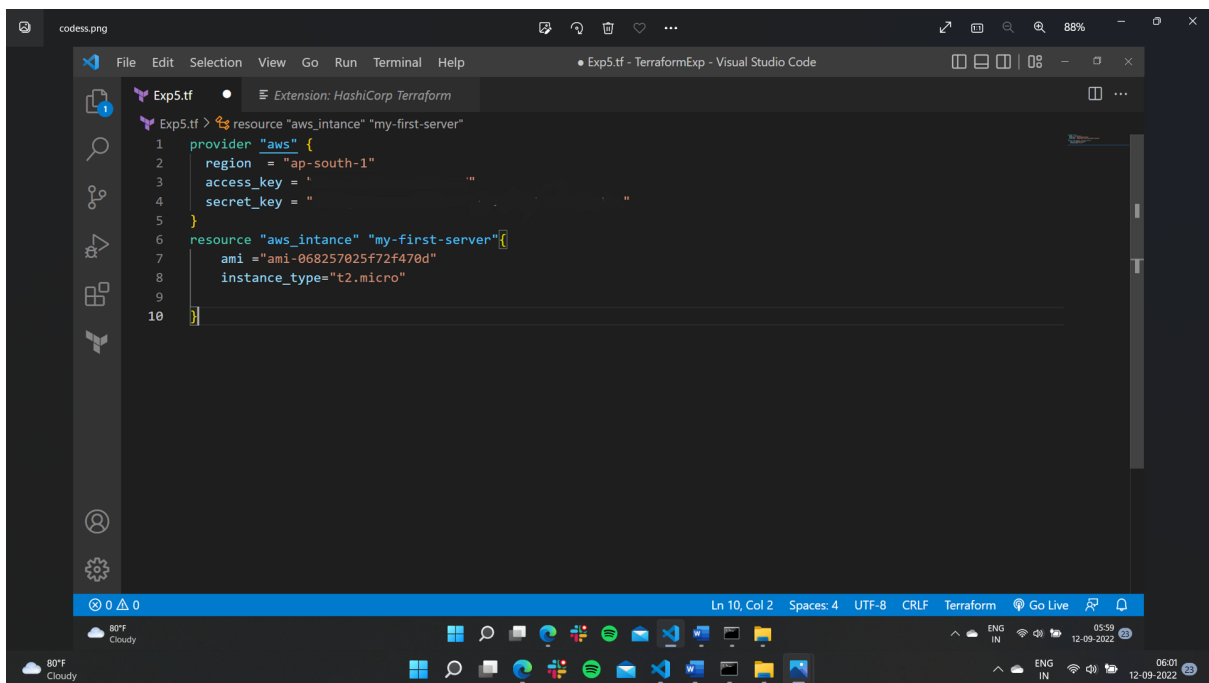 codess.png
88%
File Edit Selection View Go Run Terminal Help
● Exp5.tf - TerraformExp - Visual Studio Code
Exp5.tf ●
Extension: HashiCorp Terraform
Exp5.tf > resource "aws_intance" "my-first-server"
1 provider "aws" {
2 region = "ap-south-1"
3 access_key = " "
4 secret_key = " "
5 }
6 resource "aws_intance" "my-first-server"{
7 ami ="ami-068257025f72f470d"
8 instance_type="t2.micro"
9
10 }
1
0 0
Ln 10, Col 2 Spaces: 4 UTF-8 CRLF Terraform Go Live
80°F
Cloudy
ENG
IN
05:59
12-09-2022
23
80°F
Cloudy
ENG
IN
06:01
12-09-2022
23